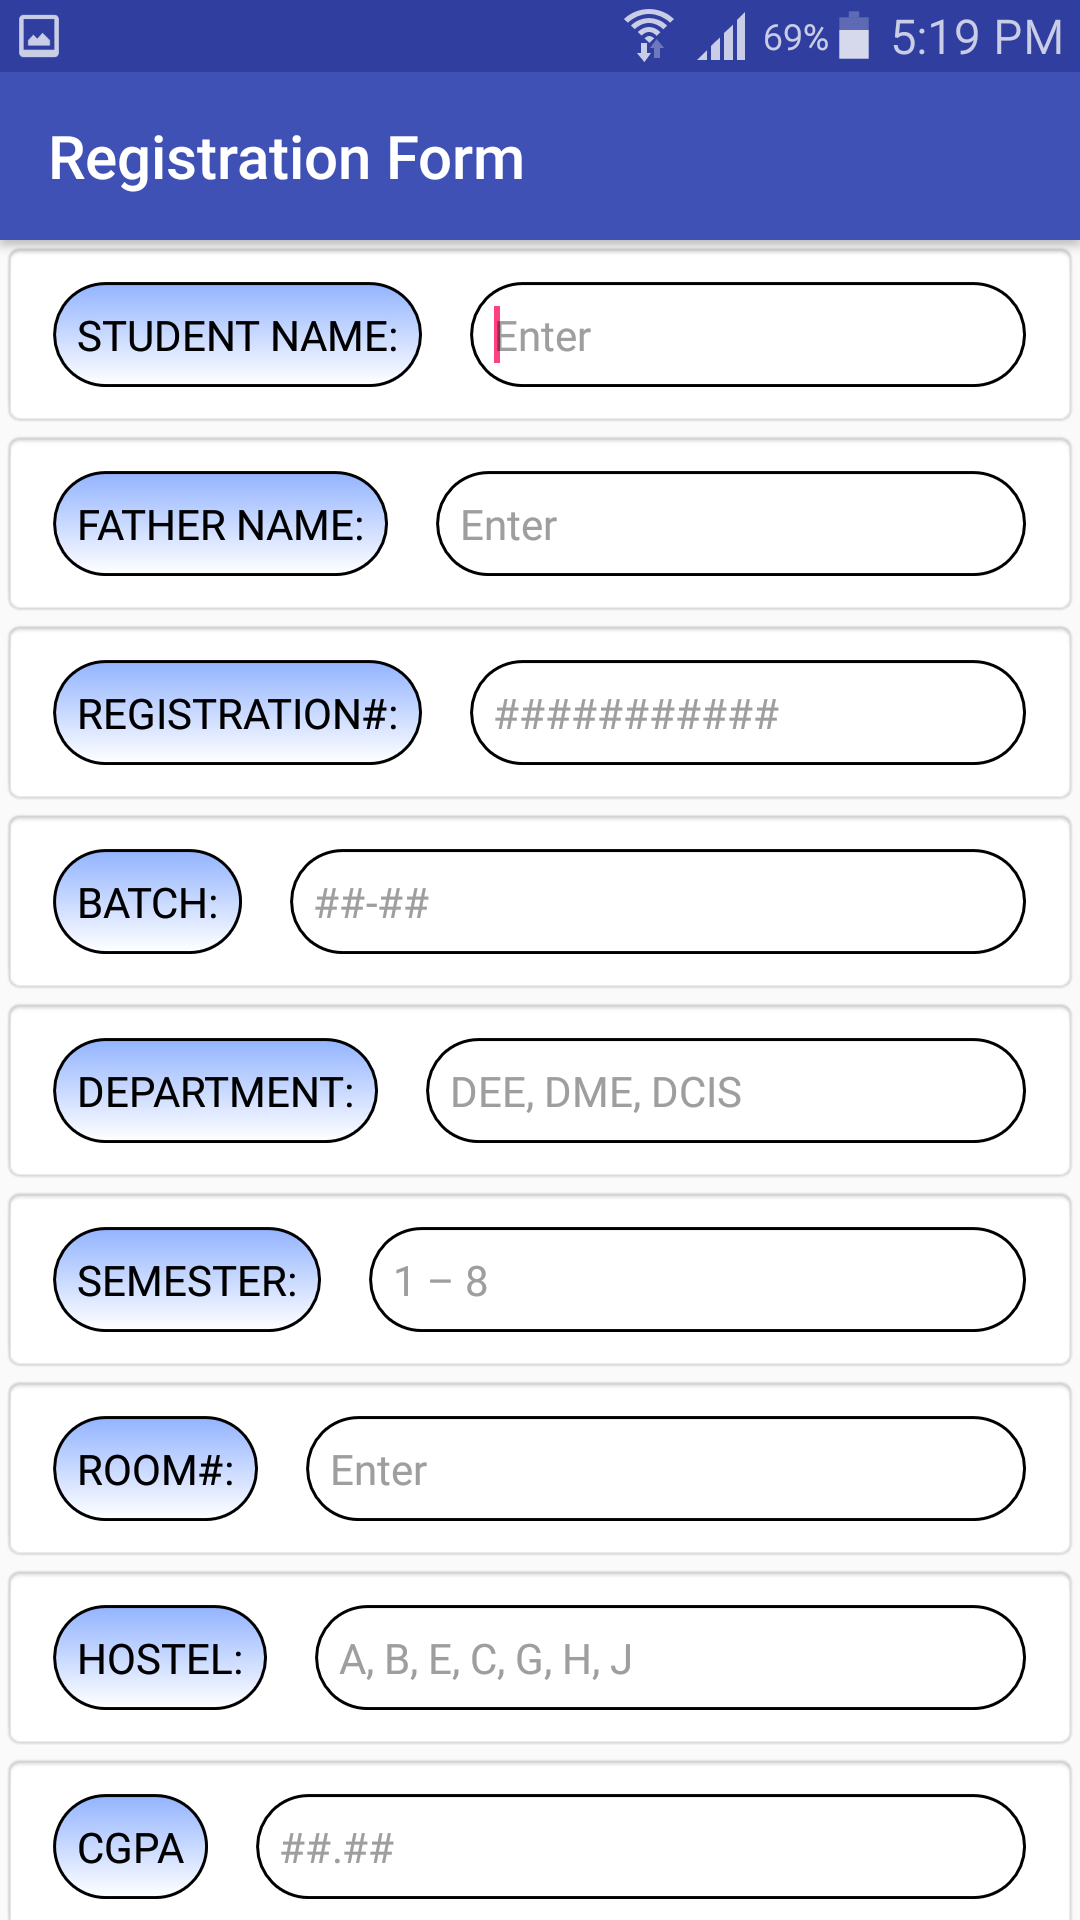 69% 5:19 PM
Registration Form
STUDENT NAME: Enter
FATHER NAME: Enter
REGISTRATION#: ###########
BATCH: ##-##
DEPARTMENT: DEE, DME, DCIS
SEMESTER: 1 – 8
ROOM#: Enter
HOSTEL: A, B, E, C, G, H, J
CGPA ##.##